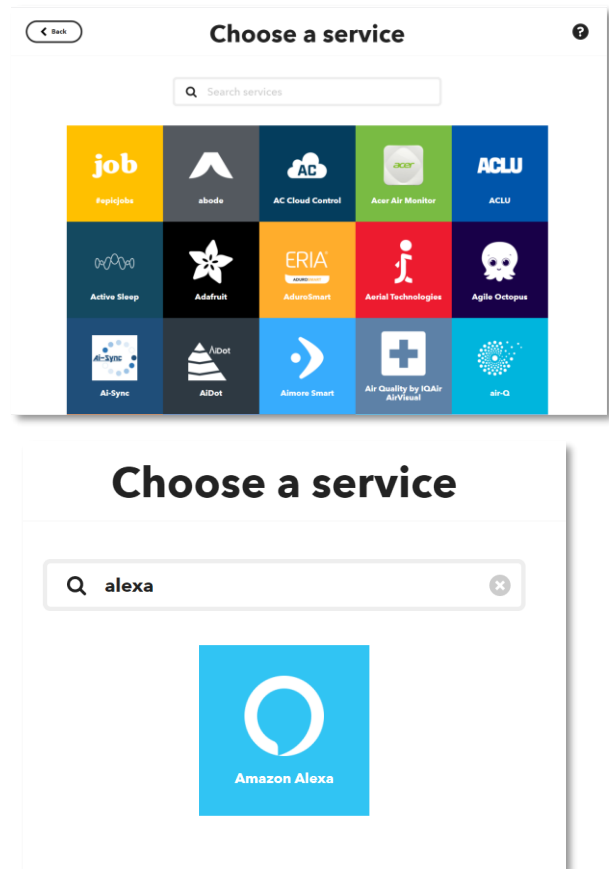 Back
Choose a service
?
Search services
job
AC
acer
ACLU
#epicjobs
abode
AC Cloud Control
Acer Air Monitor
ACLU
ERIA
ADUROSMART
Active Sleep
Adafruit
AduroSmart
Aerial Technologies
Agile Octopus
Ai-Sync
AiDot
Ai-Sync
AiDot
Aimore Smart
Air Quality by IQAir
AirVisual
air-Q
Choose a service
alexa
Amazon Alexa